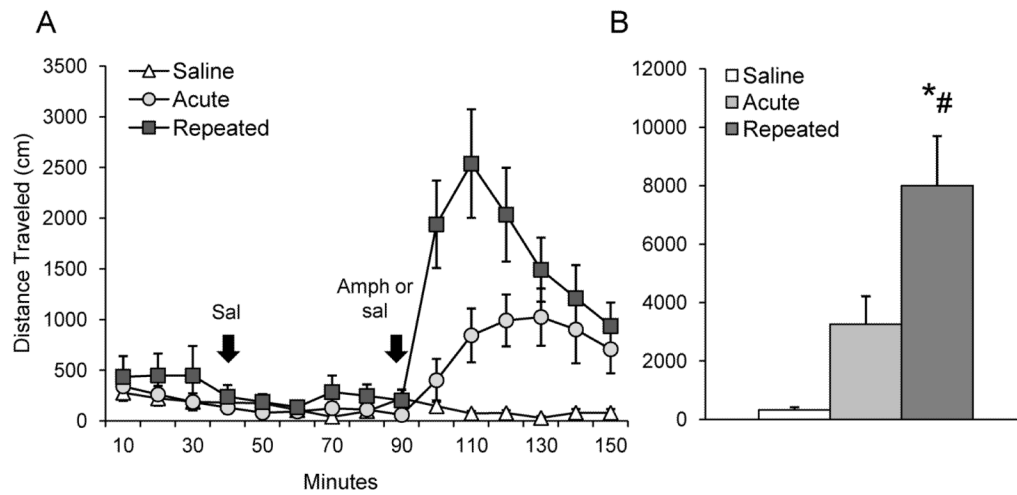 A
Distance Traveled (cm)
3500
3000
2500
2000
1500
1000
500
0
Saline
Acute
Repeated
Sal
Amph or
sal
10 30 50 70 90 110 130 150
Minutes
B
12000
10000
8000
6000
4000
2000
0
Saline
Acute
Repeated
*#